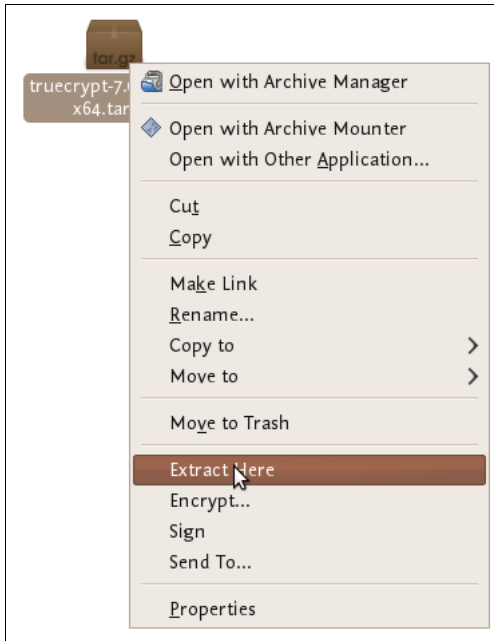 tar.gz
truecrypt-7.
x64.tar
Open with Archive Manager
Open with Archive Mounter
Open with Other Application...
Cut
Copy
Make Link
Rename...
Copy to
Move to
Move to Trash
Extract Here
Encrypt...
Sign
Send To...
Properties